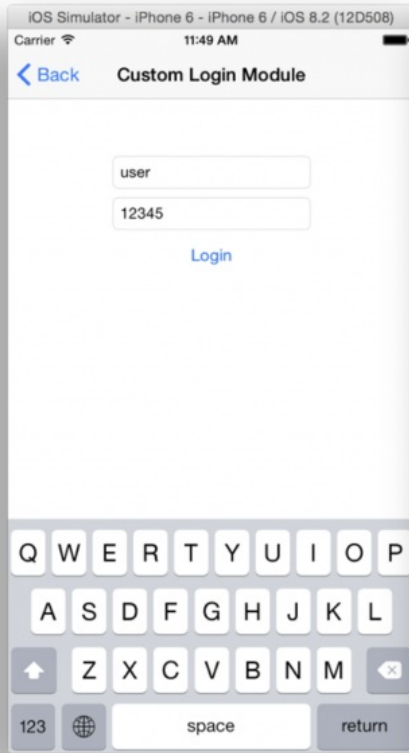 iOS Simulator - iPhone 6 - iPhone 6 / iOS 8.2 (12D508)
Carrier 11:49 AM
Back Custom Login Module
user
12345
Login
Q W E R T Y U I O P
A S D F G H J K L
Z X C V B N M
123 space return